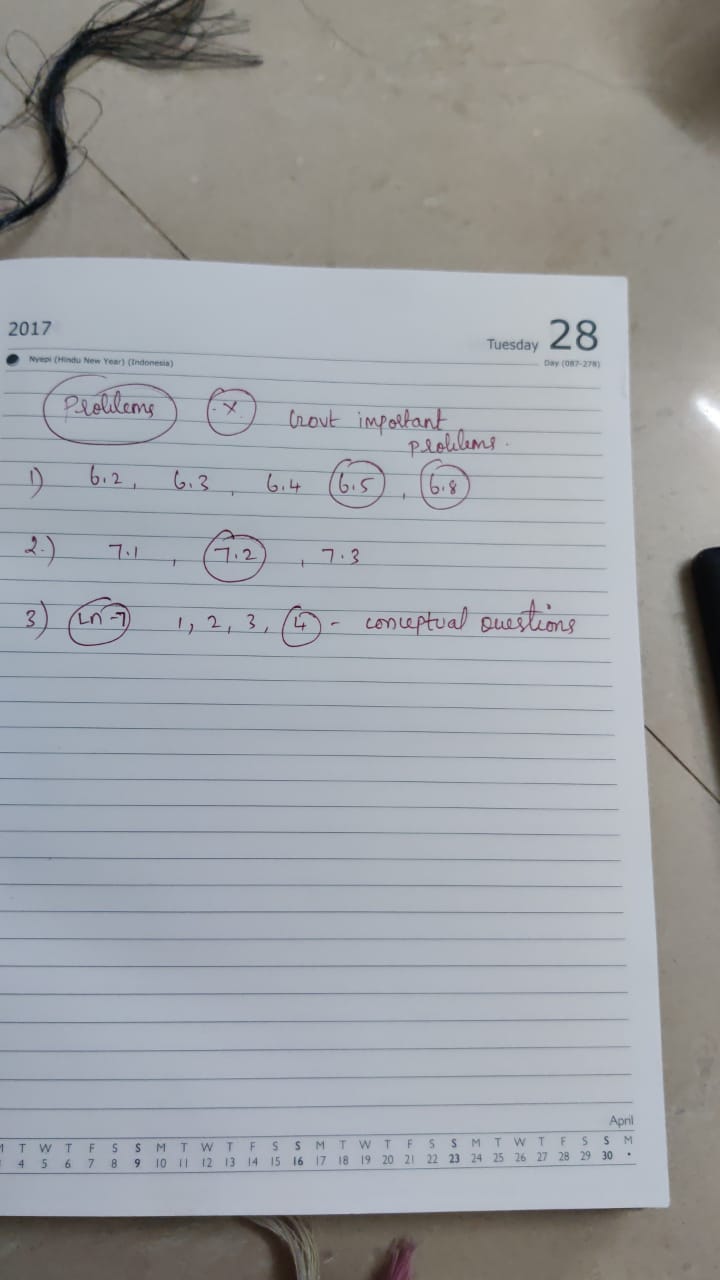 2017
Tuesday 28
Nyepi (Hindu New Year) (Indonesia)
Day (087-278)
Problems x important
problems.
1) 6.2, 6.3, 6.4 6.5, 6.8
2.) 7.1, 7.2, 7.3
3) Ln-7 1, 2, 3, 4 - conceptual questions
April
T W T F S S M T W T F S S M T W T F S S M T W T F S S M
4 5 6 7 8 9 10 11 12 13 14 15 16 17 18 19 20 21 22 23 24 25 26 27 28 29 30